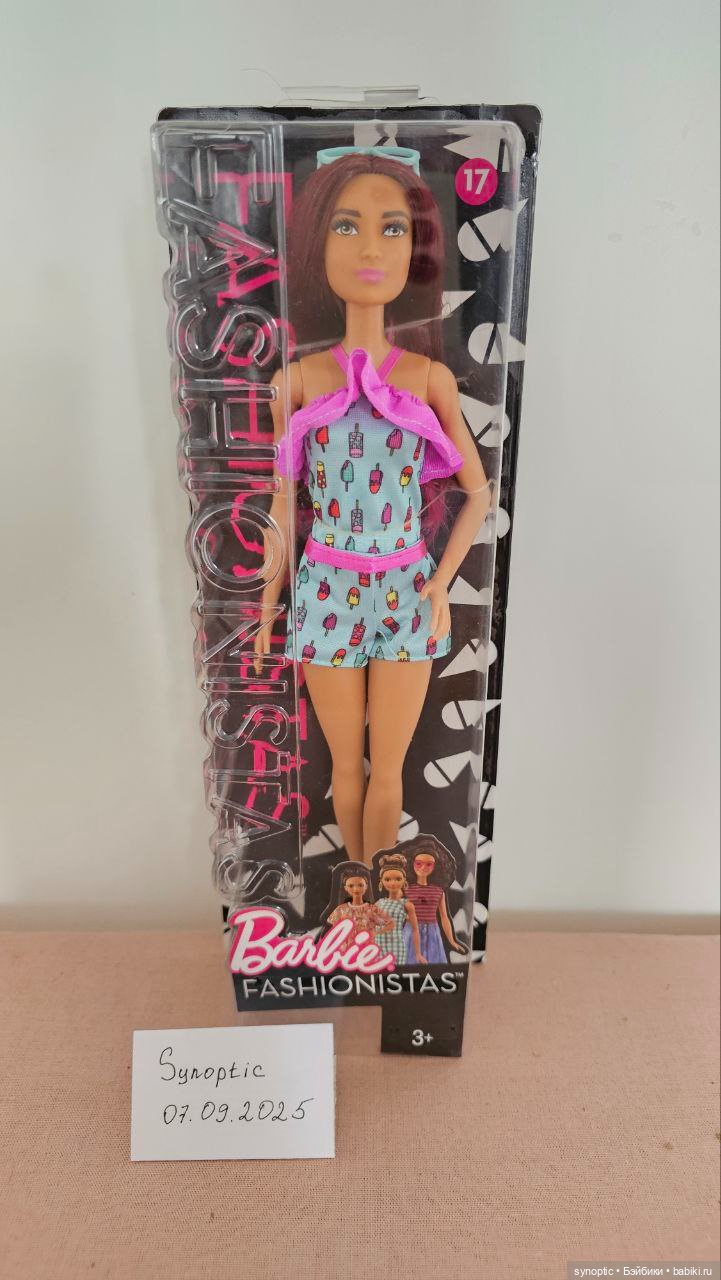 17
FASHIONISTAS
Barbie
FASHIONISTAS™
3+
Synoptic
07.09.2025
synoptic • Бэйбики • babiki.ru